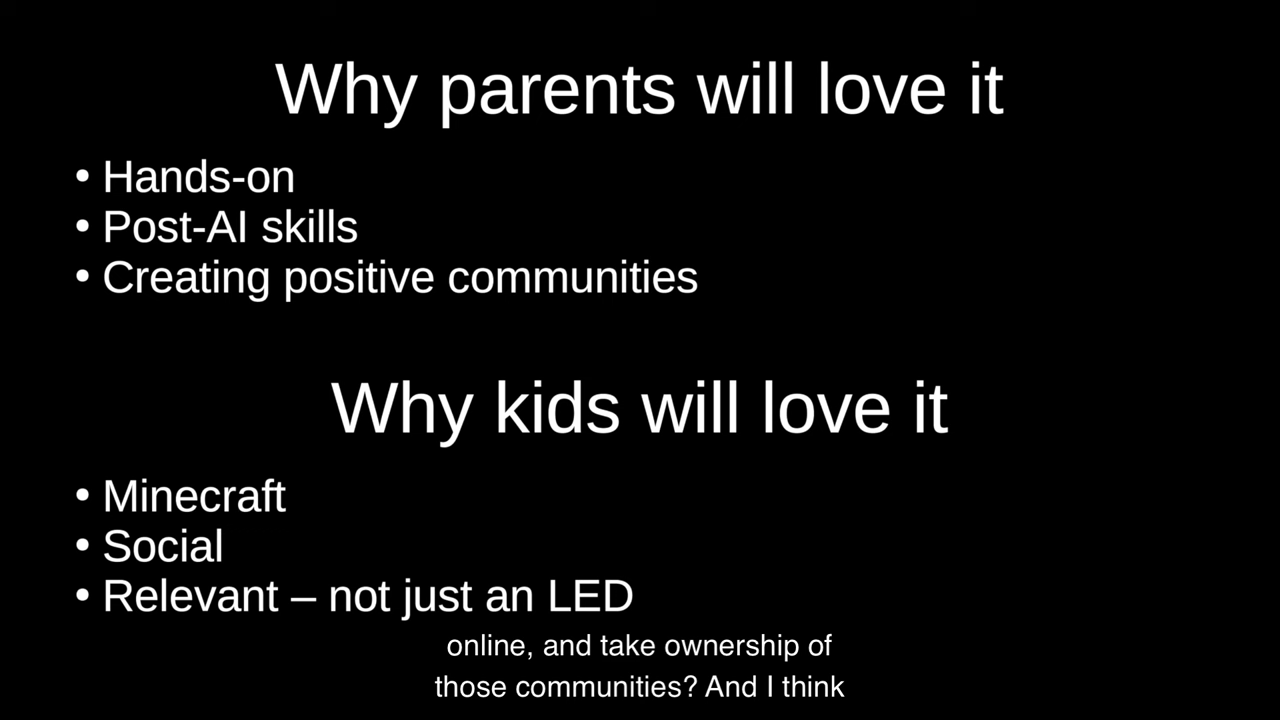 Why parents will love it
• Hands-on
• Post-AI skills
• Creating positive communities
Why kids will love it
• Minecraft
• Social
• Relevant – not just an LED
online, and take ownership of
those communities? And I think